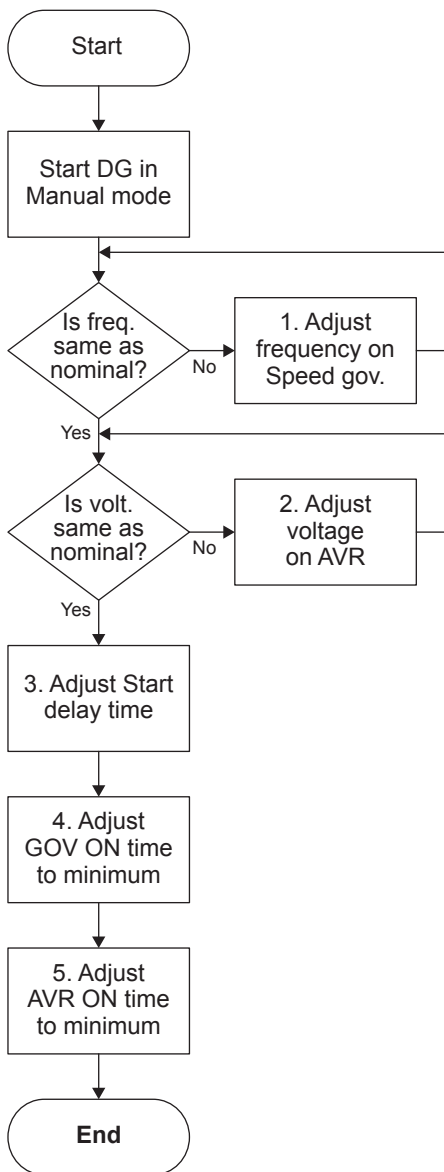 Start
Start DG in
Manual mode
Is freq.
same as
nominal?
No
1. Adjust
frequency on
Speed gov.
Yes
Is volt.
same as
nominal?
No
2. Adjust
voltage
on AVR
Yes
3. Adjust Start
delay time
4. Adjust
GOV ON time
to minimum
5. Adjust
AVR ON time
to minimum
End